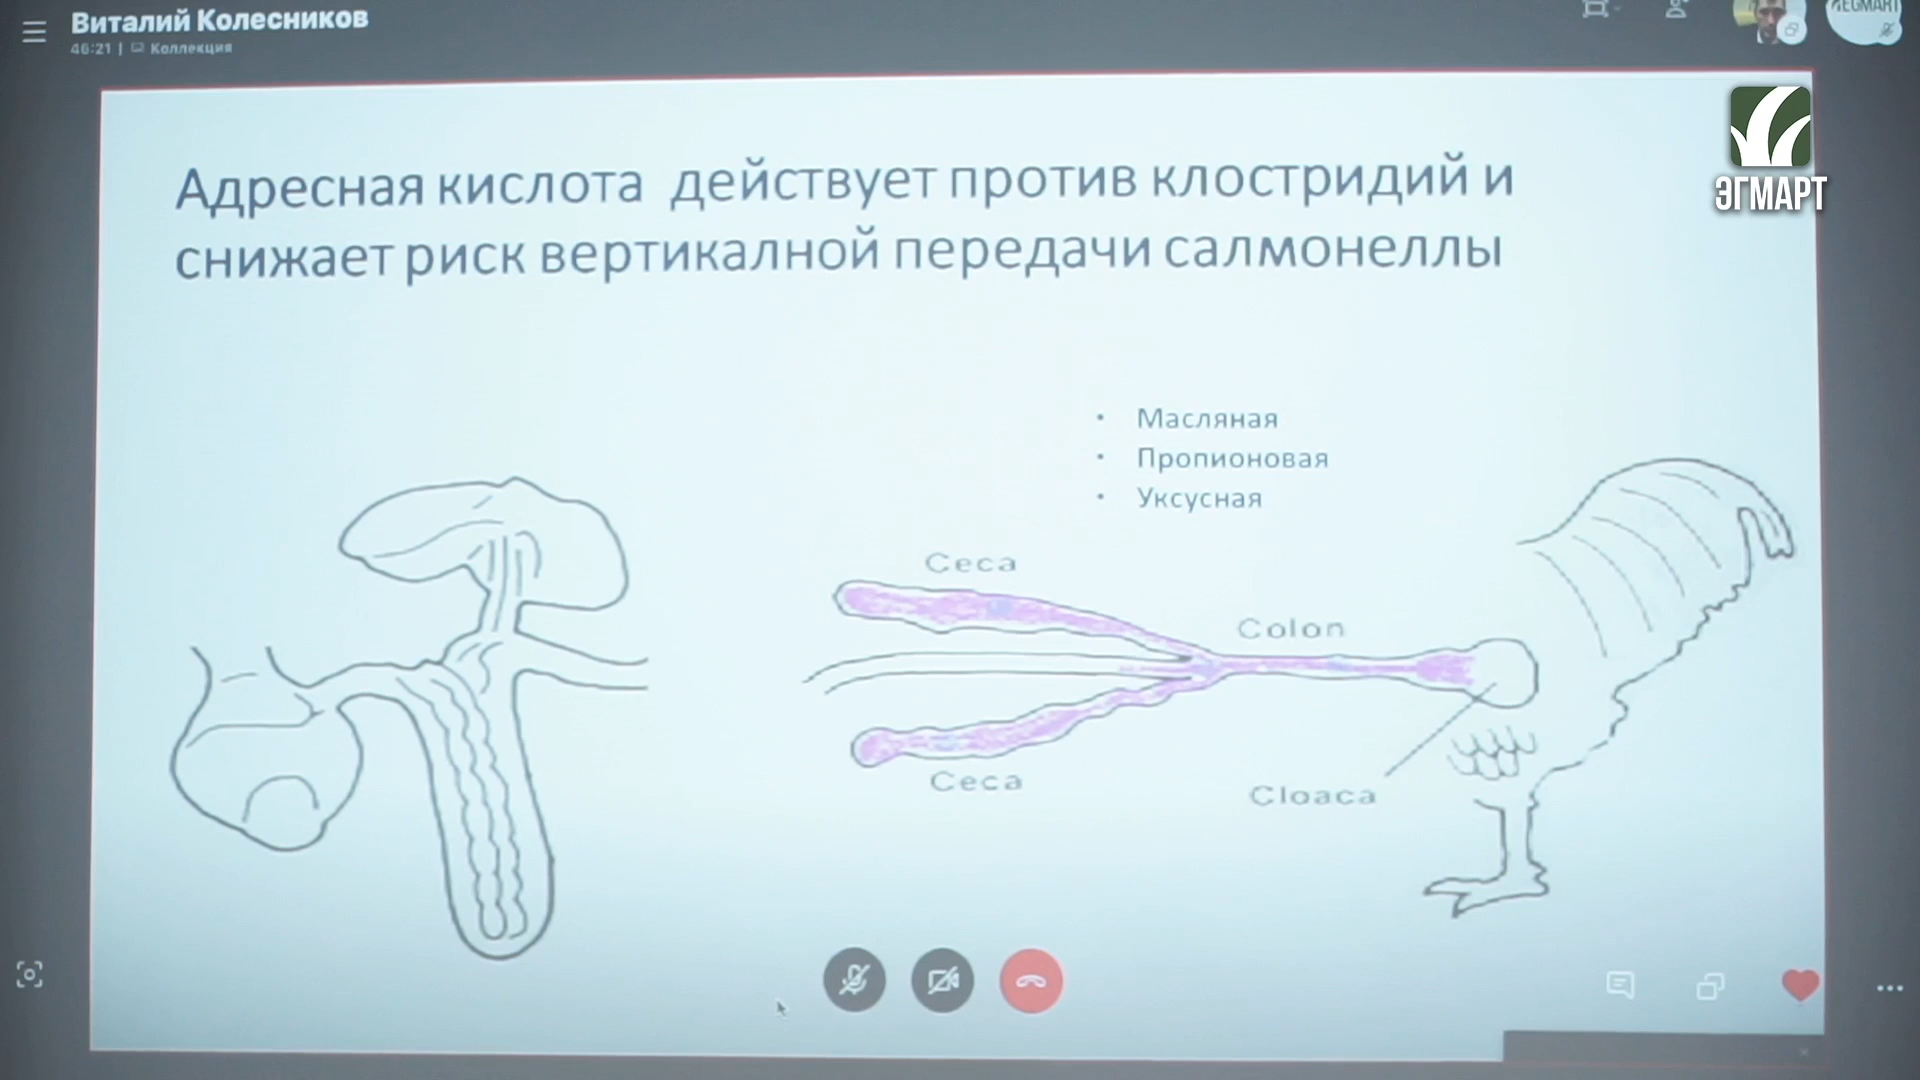 Виталий Колесников
46:21 | Коллекция
EGMART
ЭГМАРТ
Адресная кислота действует против клостридий и
снижает риск вертикалной передачи салмонеллы
• Масляная
• Пропионовая
• Уксусная
Ceca
Colon
Ceca
Cloaca